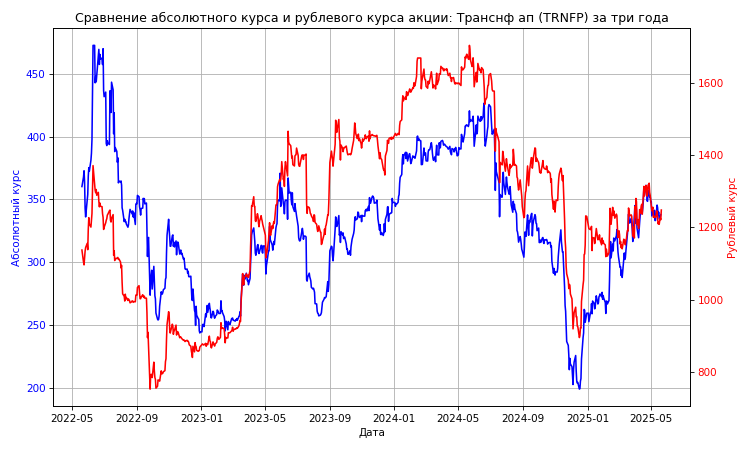 Сравнение абсолютного курса и рублевого курса акции: Транснф ап (TRNFP) за три года
450
400
350
300
250
200
Абсолютный курс
1600
1400
1200
1000
800
Рублевый курс
2022-05 2022-09 2023-01 2023-05 2023-09 2024-01 2024-05 2024-09 2025-01 2025-05
Дата